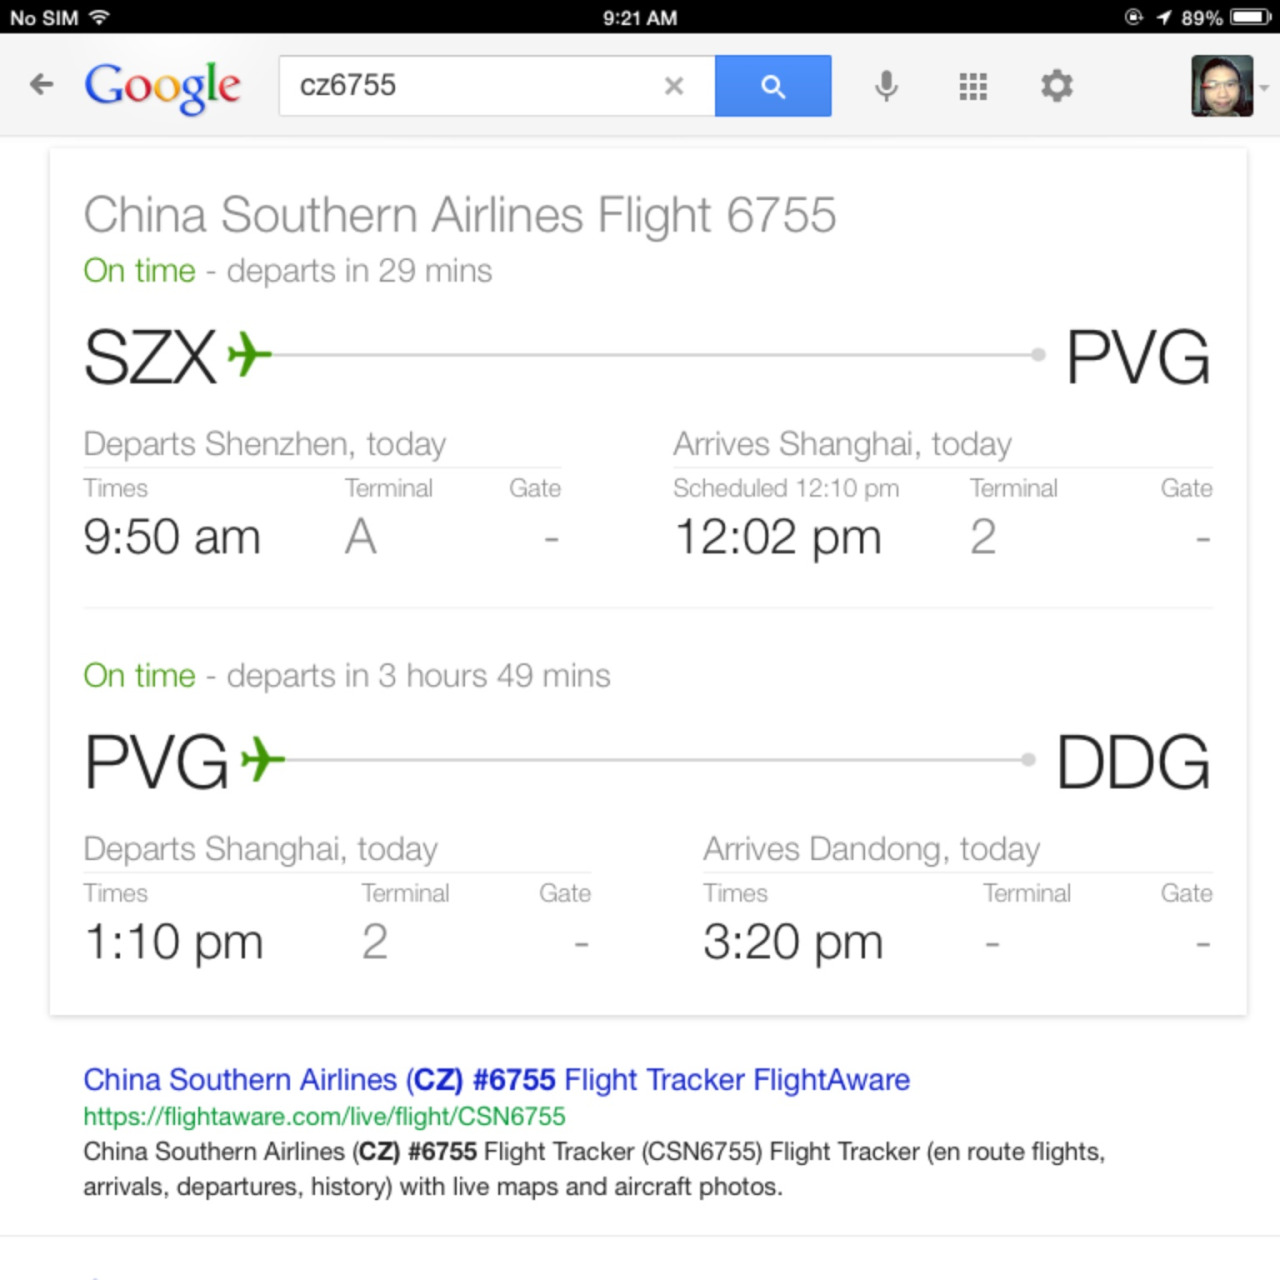 No SIM 9:21 AM 89%
Google cz6755
China Southern Airlines Flight 6755
On time - departs in 29 mins
SZX PVG
Departs Shenzhen, today Arrives Shanghai, today
Times Terminal Gate Scheduled 12:10 pm Terminal Gate
9:50 am A - 12:02 pm 2 -
On time - departs in 3 hours 49 mins
PVG DDG
Departs Shanghai, today Arrives Dandong, today
Times Terminal Gate Times Terminal Gate
1:10 pm 2 - 3:20 pm - -
China Southern Airlines (CZ) #6755 Flight Tracker FlightAware
https://flightaware.com/live/flight/CSN6755
China Southern Airlines (CZ) #6755 Flight Tracker (CSN6755) Flight Tracker (en route flights,
arrivals, departures, history) with live maps and aircraft photos.